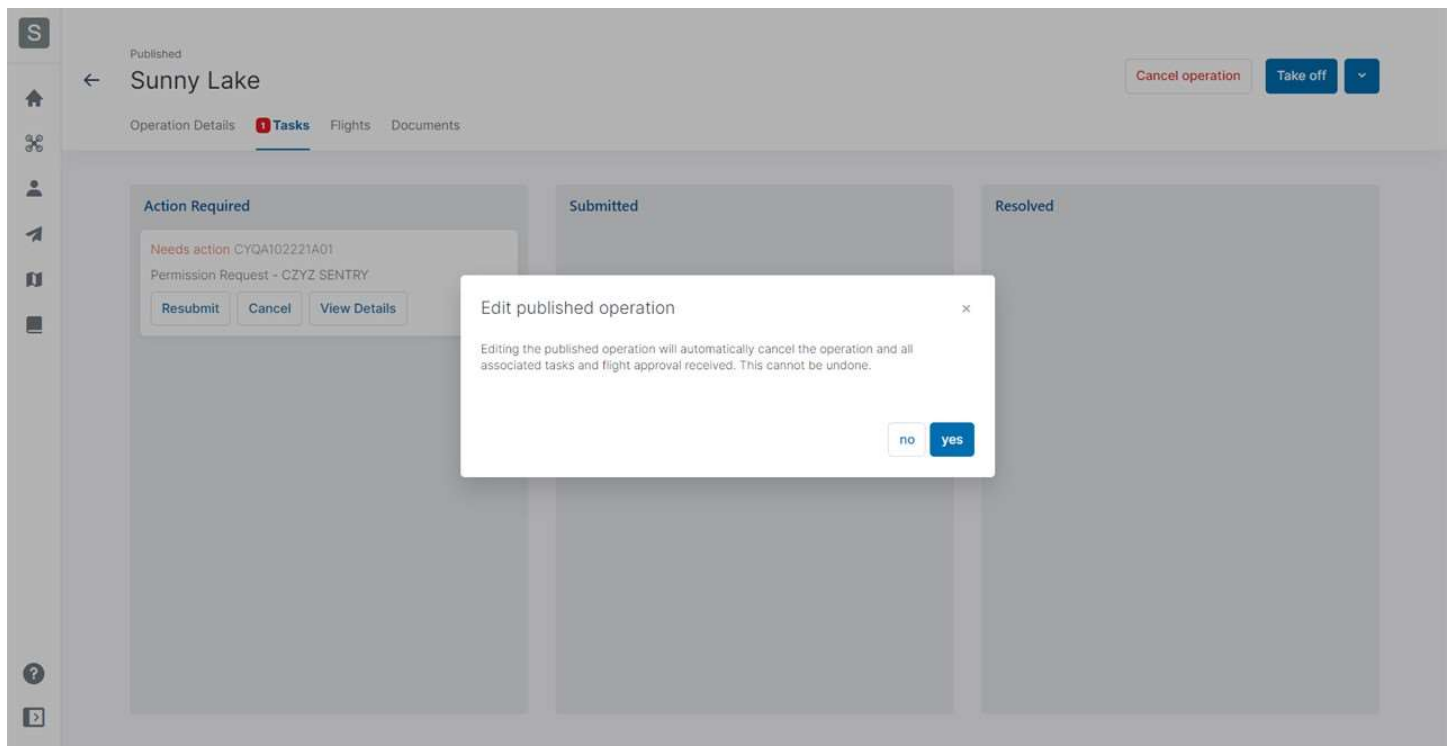 S
Published
Sunny Lake
Cancel operation
Take off
Operation Details
1 Tasks
Flights
Documents
Action Required
Submitted
Resolved
Needs action CYQA102221A01
Permission Request - CZYZ SENTRY
Resubmit
Cancel
View Details
Edit published operation
×
Editing the published operation will automatically cancel the operation and all
associated tasks and flight approval received. This cannot be undone.
no
yes
?